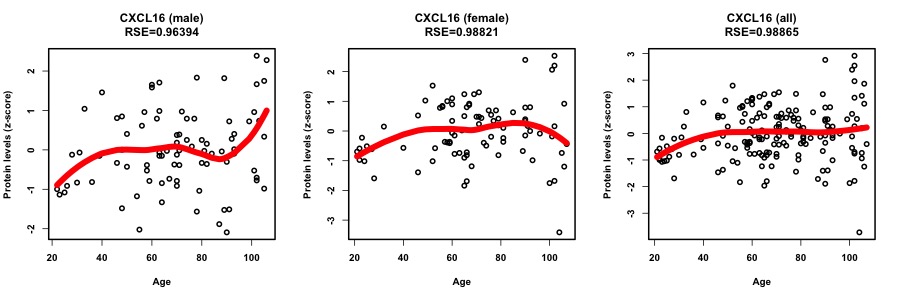 CXCL16 (male)
RSE=0.96394
Protein levels (z-score)
2
1
0
-1
-2
20 40 60 80 100
Age
CXCL16 (female)
RSE=0.98821
Protein levels (z-score)
2
1
0
-1
-2
-3
20 40 60 80 100
Age
CXCL16 (all)
RSE=0.98865
Protein levels (z-score)
3
2
1
0
-1
-2
-3
20 40 60 80 100
Age